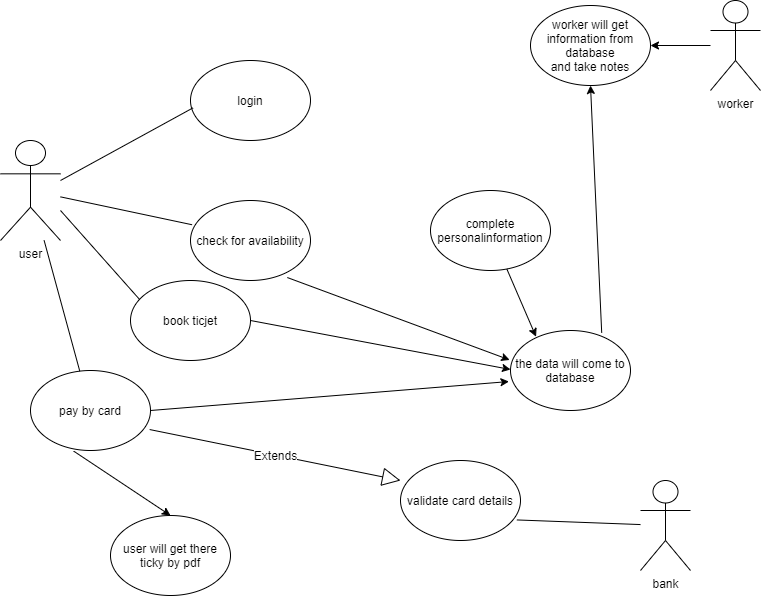 worker will get
information from
database
and take notes
worker
login
user
check for availability
complete
personalinformation
book ticjet
the data will come to
database
pay by card
Extends
validate card details
user will get there
ticky by pdf
bank